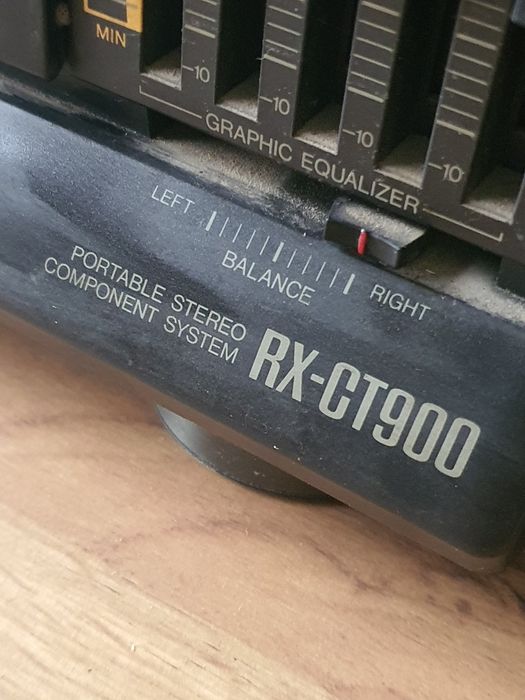 MIN
-10
-10
-10
-10
GRAPHIC EQUALIZER
LEFT
BALANCE
RIGHT
PORTABLE STEREO
COMPONENT SYSTEM
RX-CT900